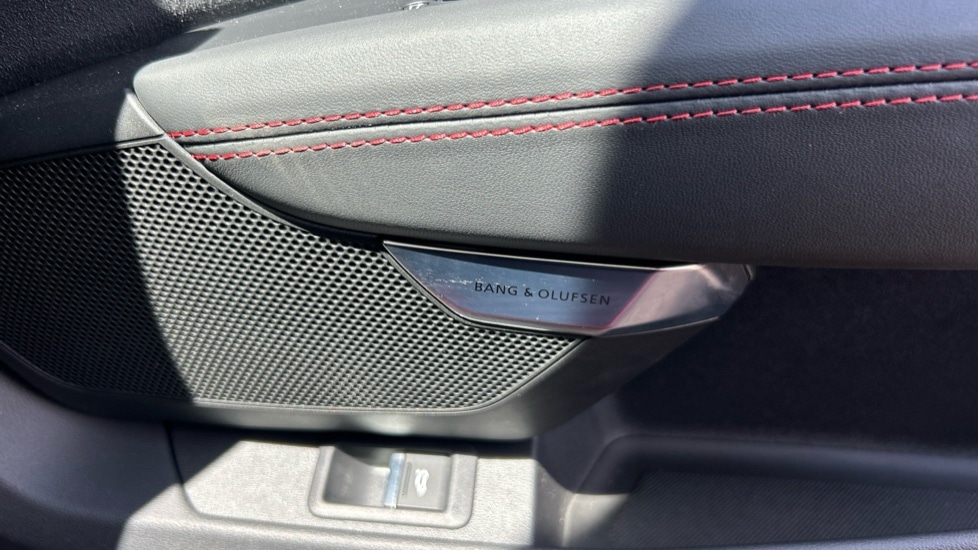 BANG & OLUFSEN